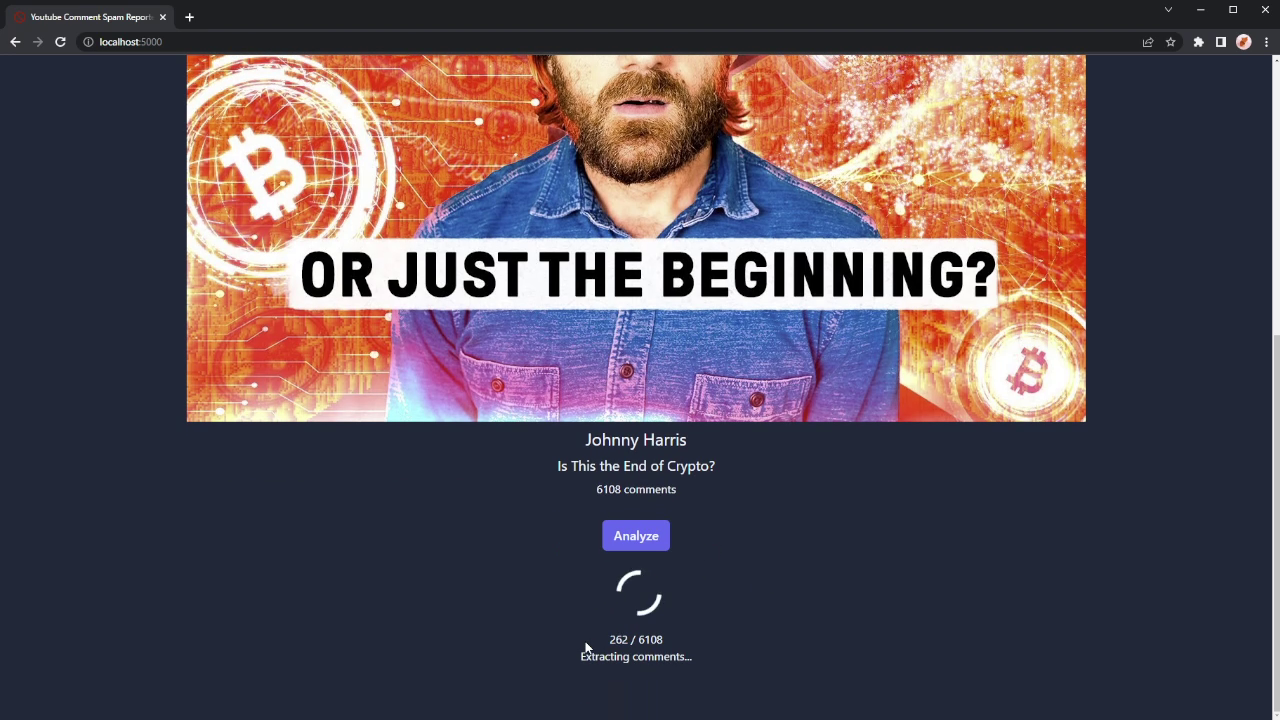 Youtube Comment Spam Report
localhost:5000
OR JUST THE BEGINNING?
Johnny Harris
Is This the End of Crypto?
6108 comments
Analyze
262 / 6108
Extracting comments...